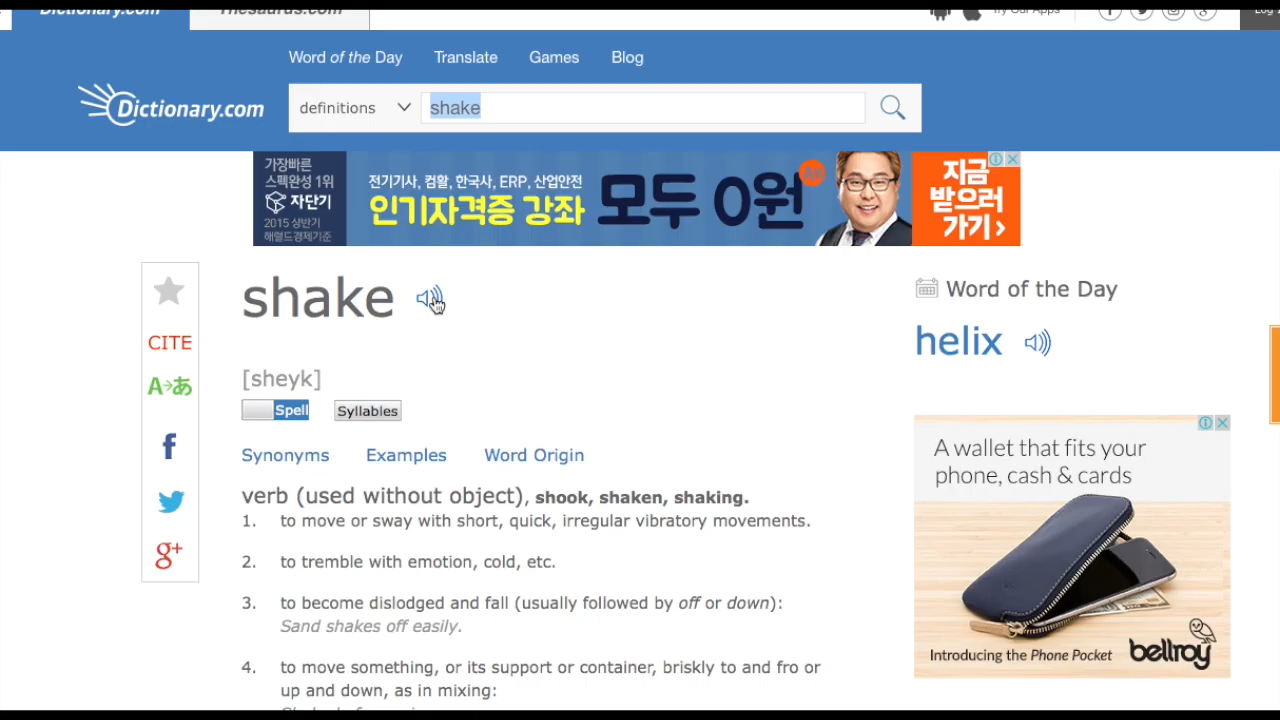 Dictionary.com
Thesaurus.com
Try Our Apps
Log
Word of the Day Translate Games Blog
Dictionary.com
definitions
shake
가장빠른
스펙완성 1위
자단기
2015 상반기
헤럴드경제기준
전기기사, 컴활, 한국사, ERP, 산업안전
인기자격증 강좌
모두 0원
지금
받으러
가기
shake
CITE
A→あ
f
g+
[sheyk]
Spell Syllables
Synonyms Examples Word Origin
verb (used without object), shook, shaken, shaking.
1. to move or sway with short, quick, irregular vibratory movements.
2. to tremble with emotion, cold, etc.
3. to become dislodged and fall (usually followed by off or down):
Sand shakes off easily.
4. to move something, or its support or container, briskly to and fro or
up and down, as in mixing:
Word of the Day
helix
A wallet that fits your
phone, cash & cards
Introducing the Phone Pocket
bellroy